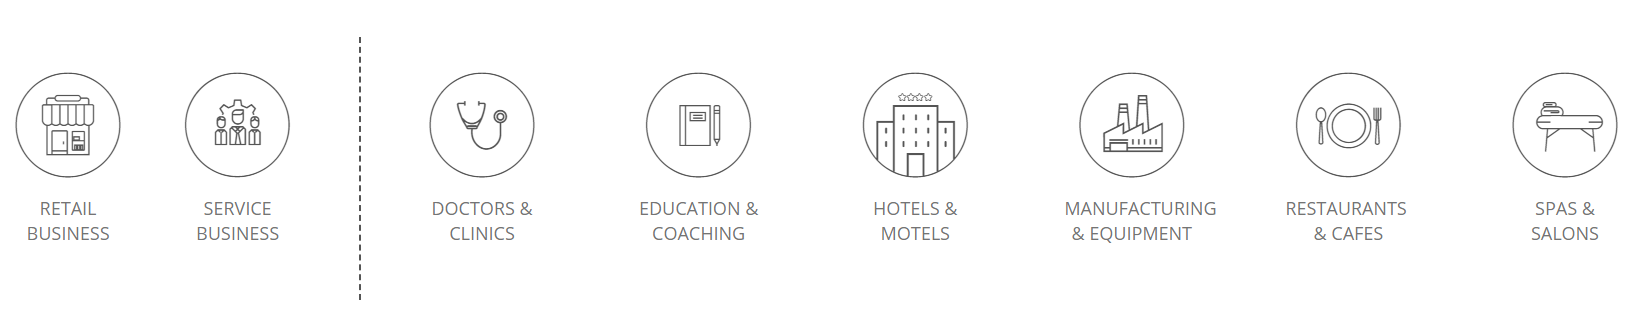 RETAIL
BUSINESS
SERVICE
BUSINESS
DOCTORS &
CLINICS
EDUCATION &
COACHING
HOTELS &
MOTELS
MANUFACTURING
& EQUIPMENT
RESTAURANTS
& CAFES
SPAS &
SALONS